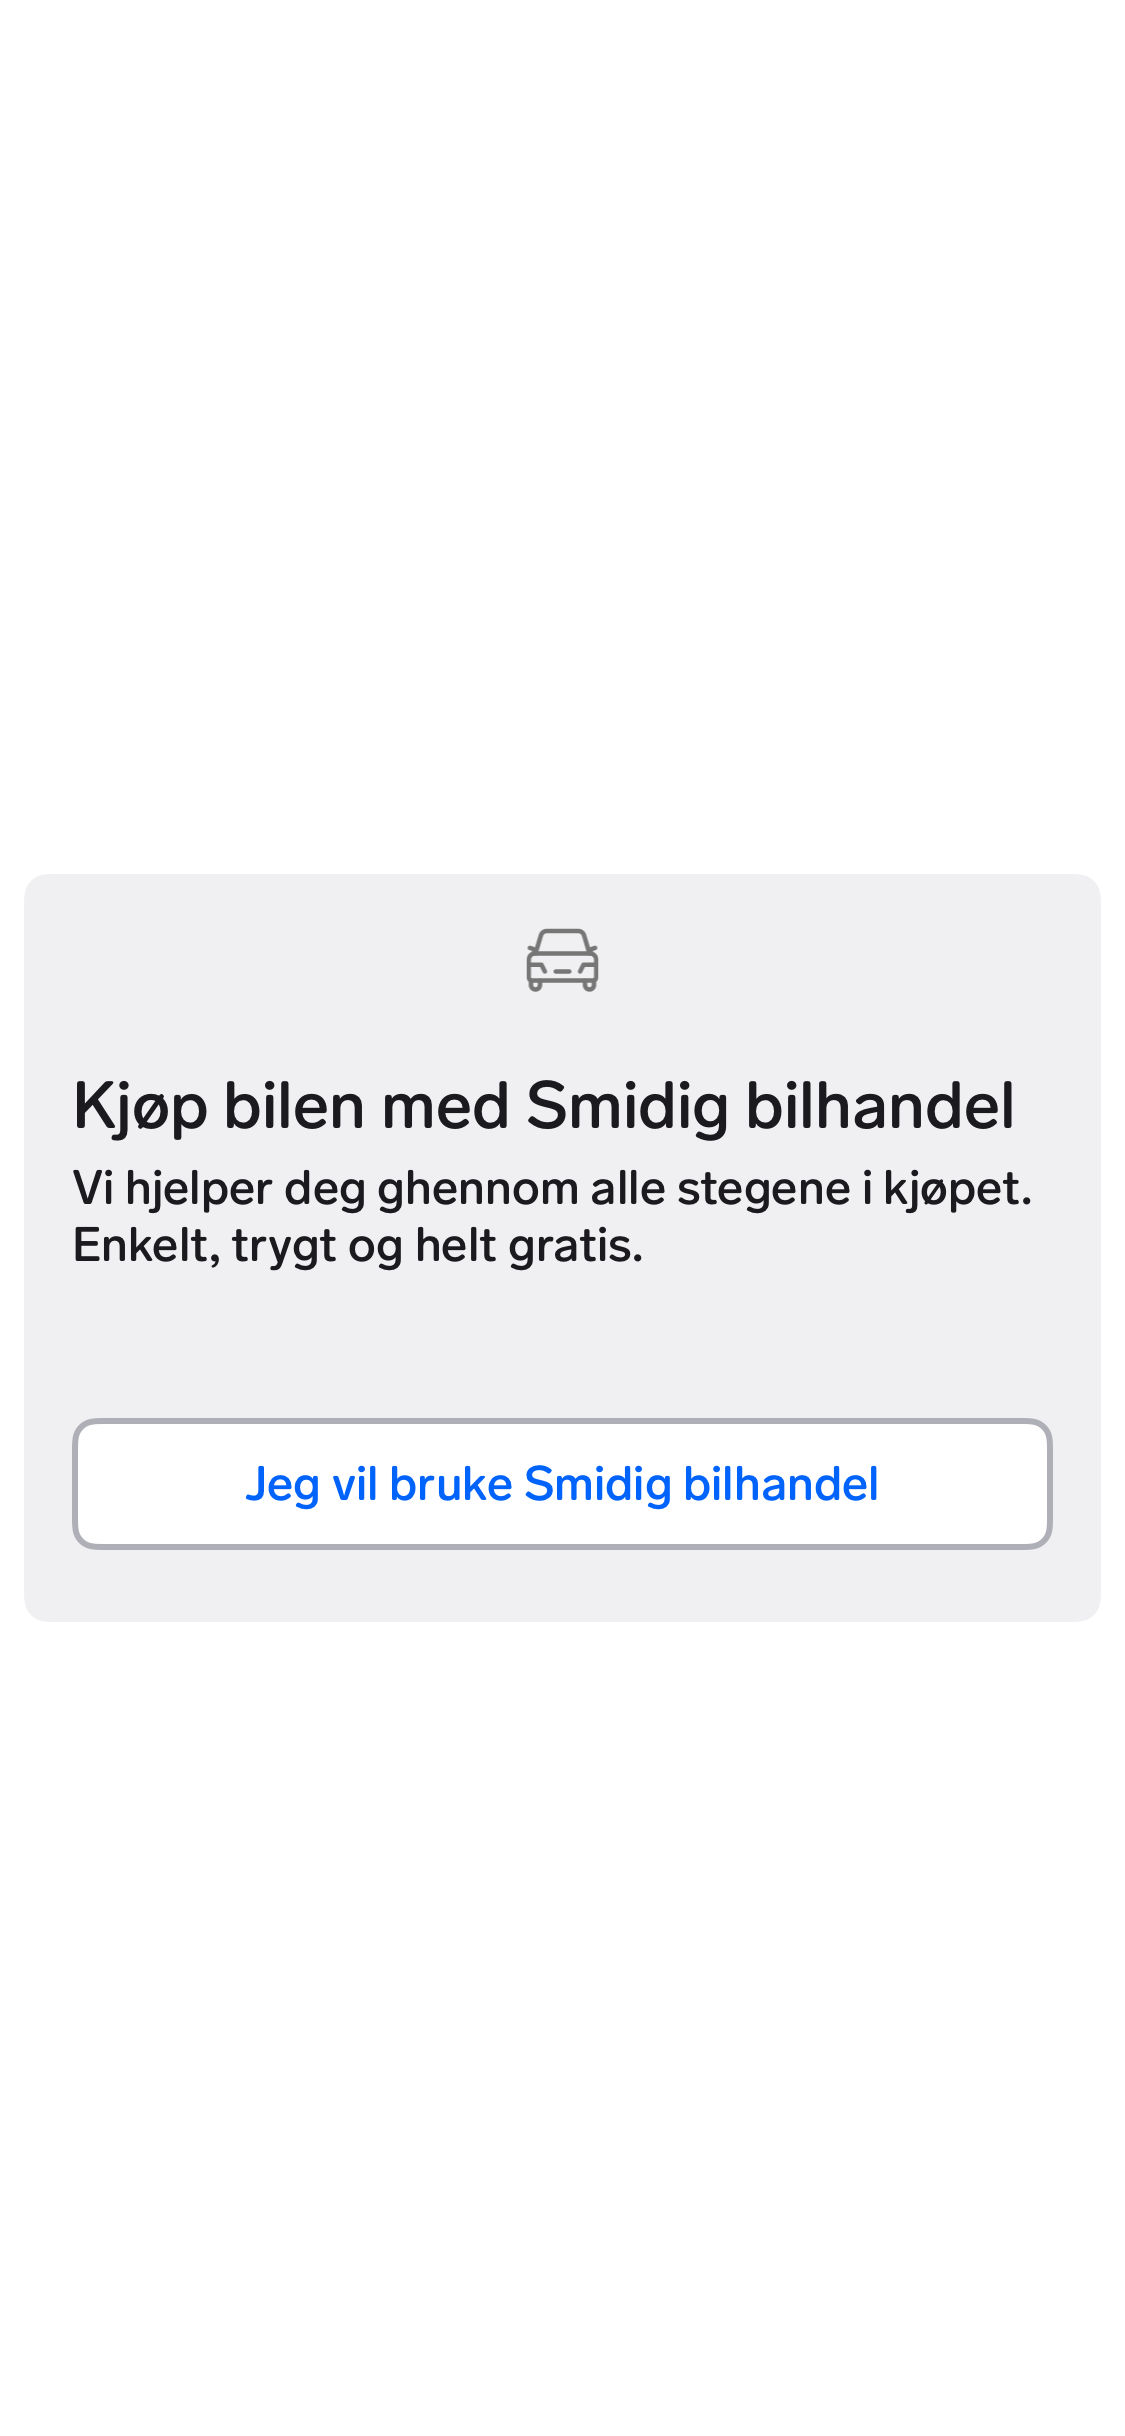 Kjøp bilen med Smidig bilhandel
Vi hjelper deg ghennom alle stegene i kjøpet.
Enkelt, trygt og helt gratis.
Jeg vil bruke Smidig bilhandel